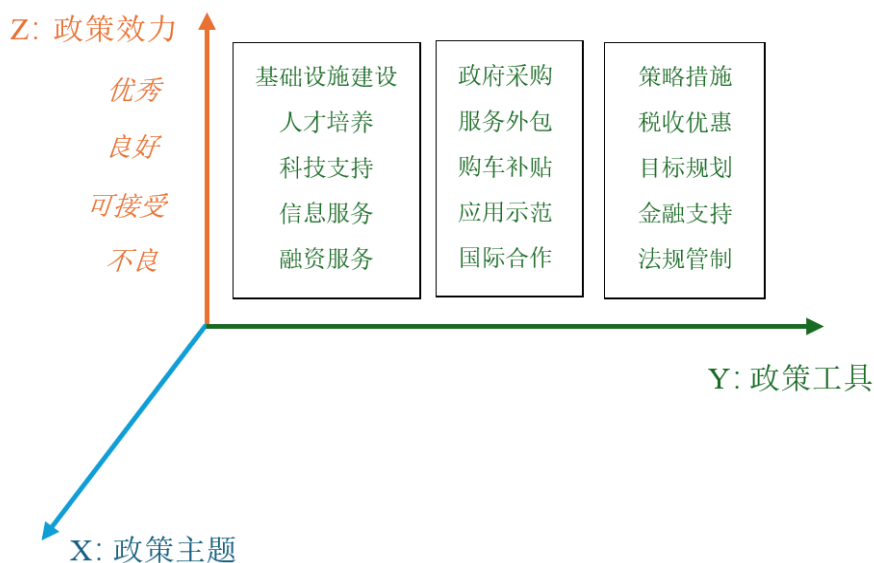 Z: 政策效力
优秀
良好
可接受
不良
基础设施建设
人才培养
科技支持
信息服务
融资服务
政府采购
服务外包
购车补贴
应用示范
国际合作
策略措施
税收优惠
目标规划
金融支持
法规管制
Y: 政策工具
X: 政策主题